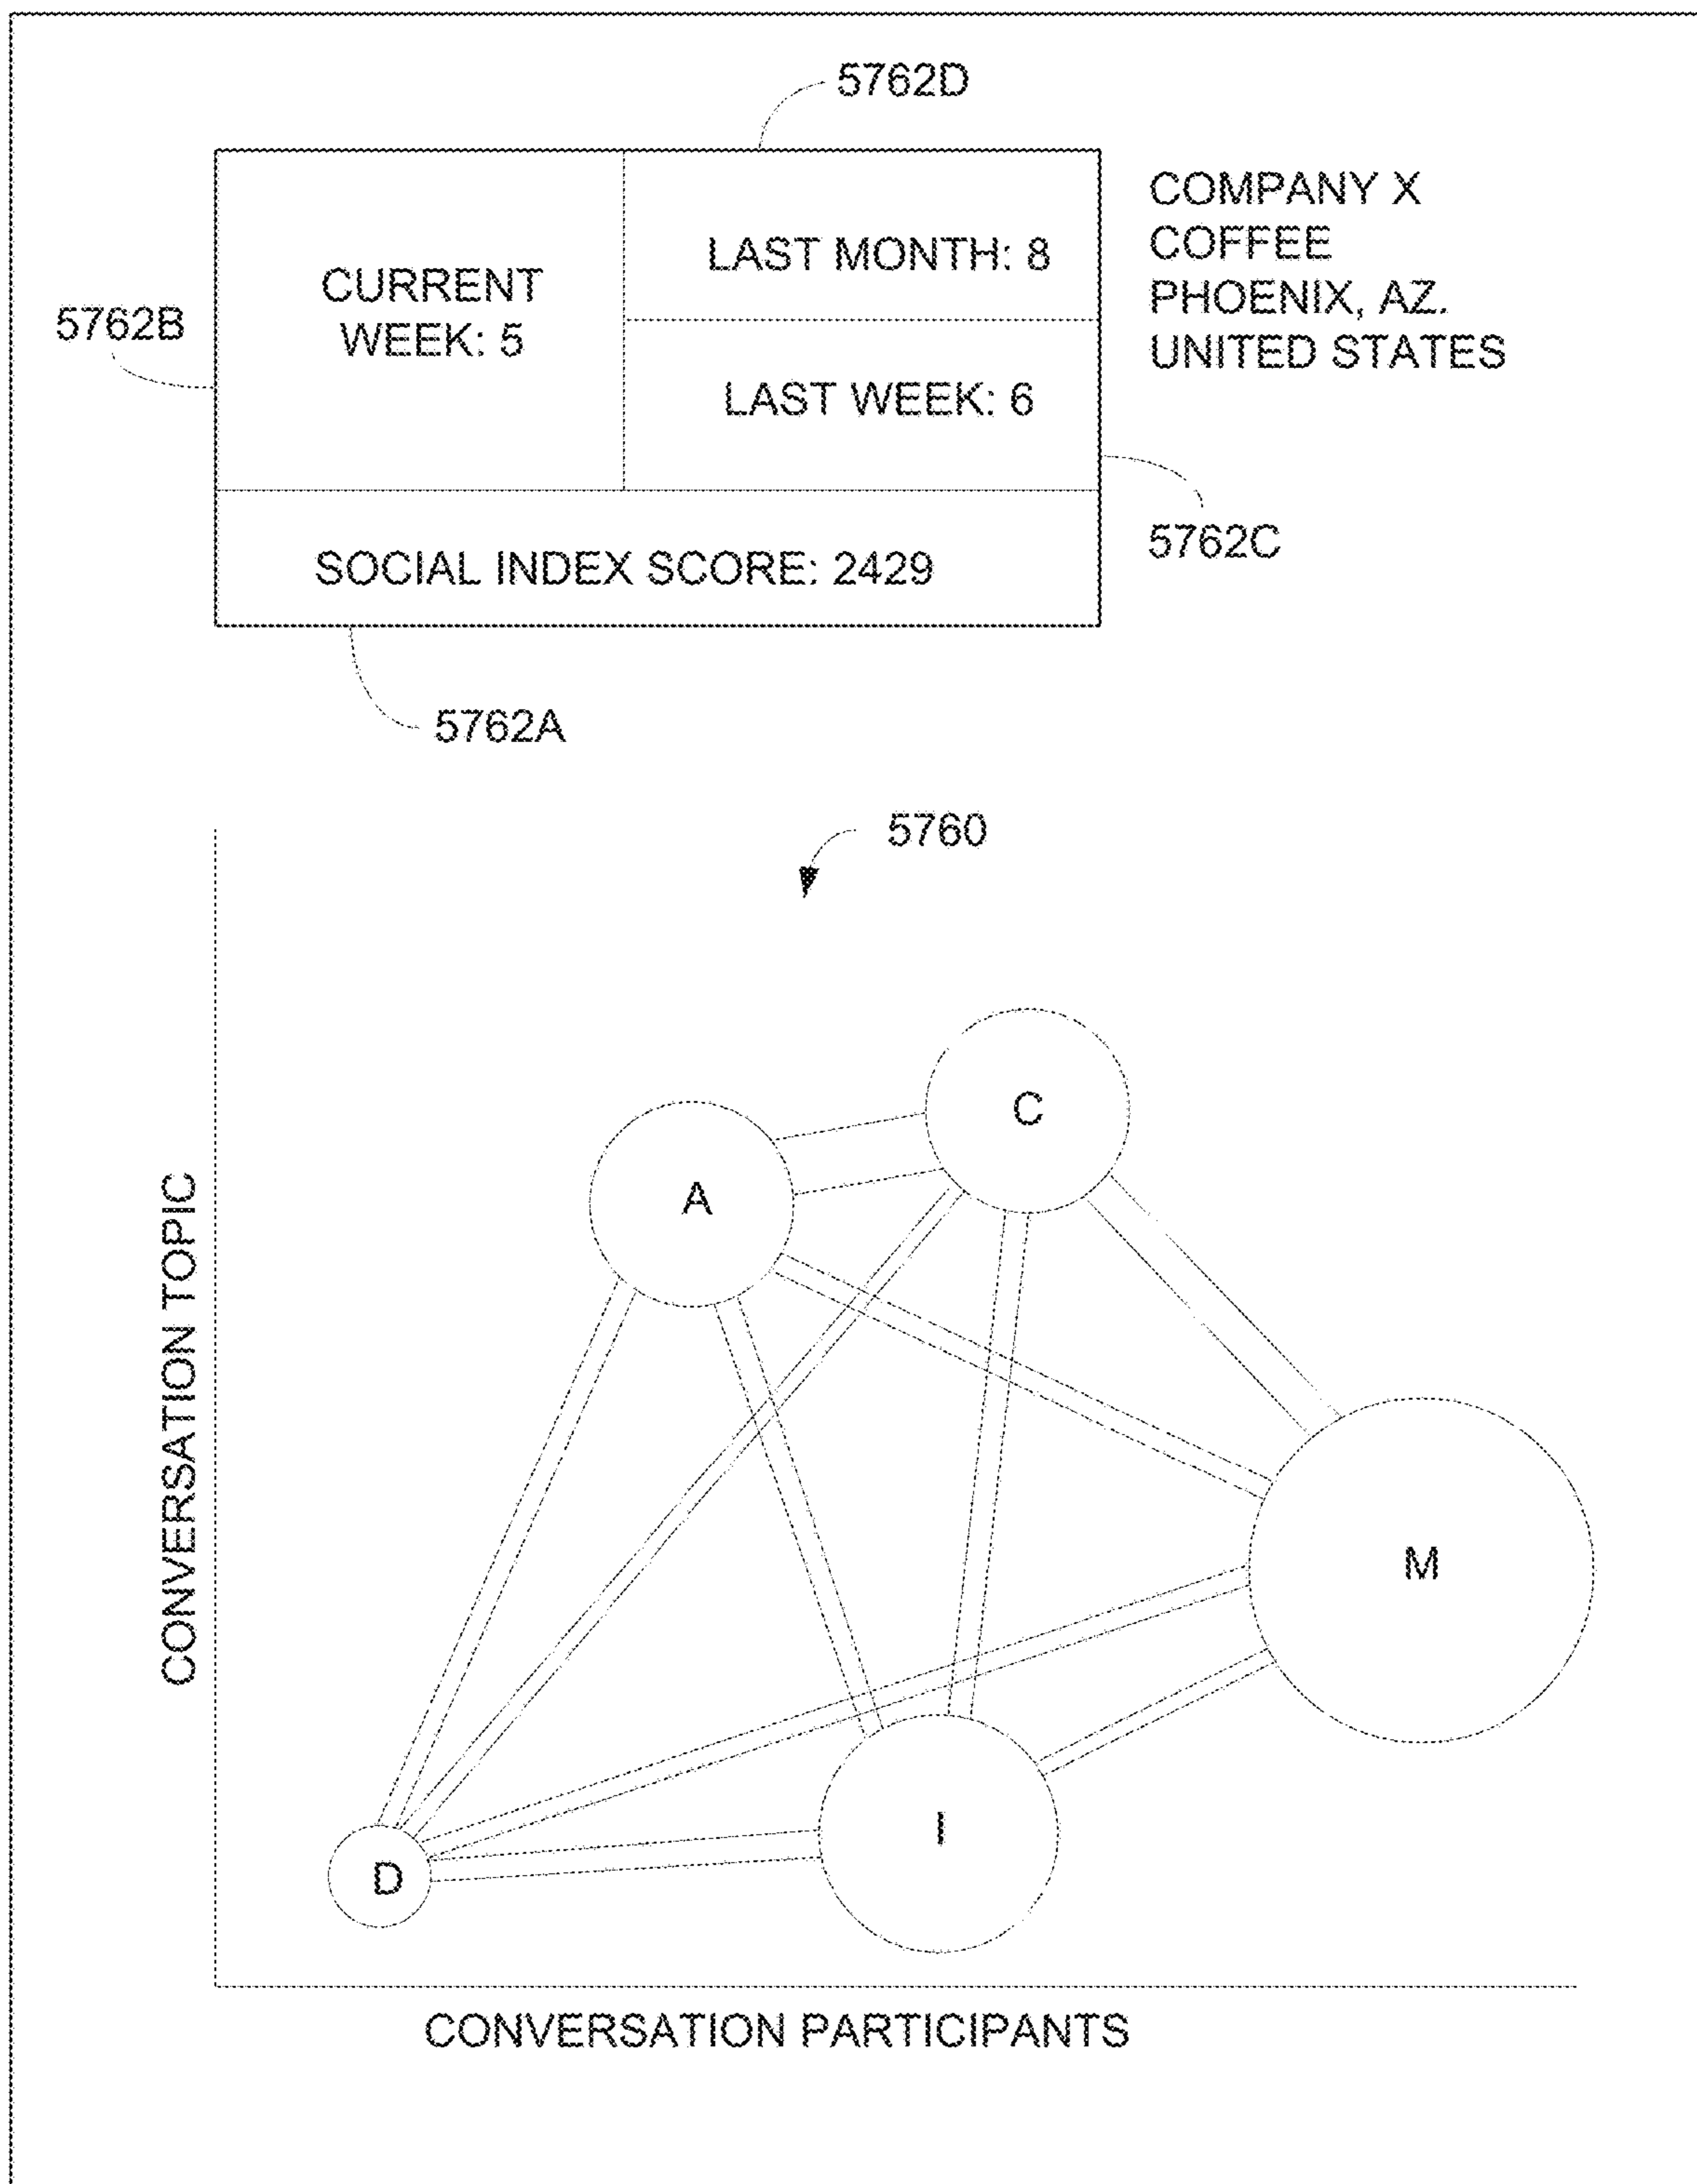 5762D
COMPANY X
COFFEE
PHOENIX, AZ.
UNITED STATES
LAST MONTH: 8
CURRENT
WEEK: 5
5762B
LAST WEEK: 6
5762C
SOCIAL INDEX SCORE: 2429
5762A
5760
C
A
M
I
D
CONVERSATION TOPIC
CONVERSATION PARTICIPANTS